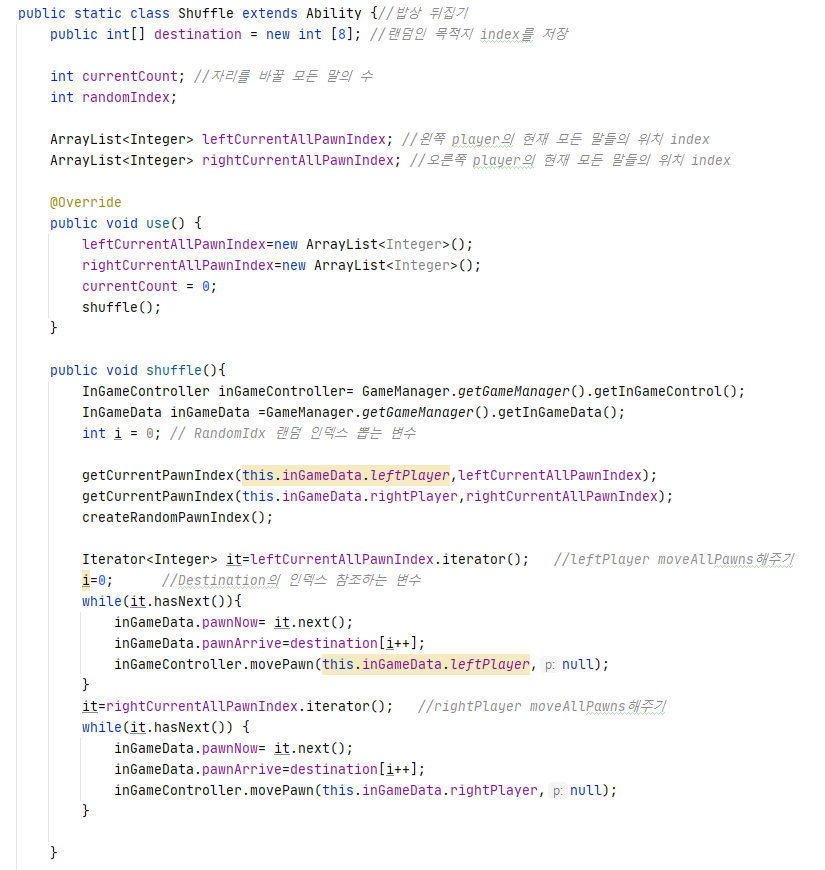 public static class Shuffle extends Ability {//밥상 뒤집기
public int[] destination = new int [8]; //랜덤인 목적지 index를 저장
int currentCount; //자리를 바꿀 모든 말의 수
int randomIndex;
ArrayList<Integer> leftCurrentAllPawnIndex; //왼쪽 player의 현재 모든 말들의 위치 index
ArrayList<Integer> rightCurrentAllPawnIndex; //오른쪽 player의 현재 모든 말들의 위치 index
@Override
public void use() {
leftCurrentAllPawnIndex=new ArrayList<Integer>();
rightCurrentAllPawnIndex=new ArrayList<Integer>();
currentCount = 0;
shuffle();
}
public void shuffle(){
InGameController inGameController= GameManager.getGameManager().getInGameControl();
InGameData inGameData =GameManager.getGameManager().getInGameData();
int i = 0; // RandomIdx 랜덤 인덱스 뽑는 변수
getCurrentPawnIndex(this.inGameData.leftPlayer,leftCurrentAllPawnIndex);
getCurrentPawnIndex(this.inGameData.rightPlayer,rightCurrentAllPawnIndex);
createRandomPawnIndex();
Iterator<Integer> it=leftCurrentAllPawnIndex.iterator(); //leftPlayer moveAllPawns해주기
i=0; //Destination의 인덱스 참조하는 변수
while(it.hasNext()){
inGameData.pawnNow= it.next();
inGameData.pawnArrive=destination[i++];
inGameController.movePawn(this.inGameData.leftPlayer, p: null);
}
it=rightCurrentAllPawnIndex.iterator(); //rightPlayer moveAllPawns해주기
while(it.hasNext()) {
inGameData.pawnNow= it.next();
inGameData.pawnArrive=destination[i++];
inGameController.movePawn(this.inGameData.rightPlayer, p: null);
}
}